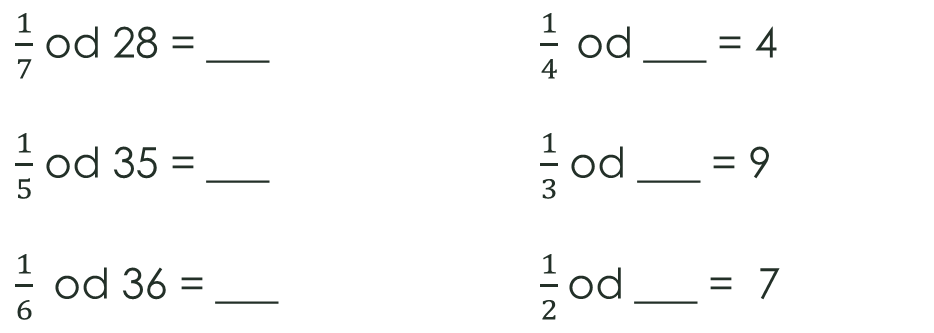 1/7 od 28 = ___
1/5 od 35 = ___
1/6 od 36 = ___
1/4 od ___ = 4
1/3 od ___ = 9
1/2 od ___ = 7